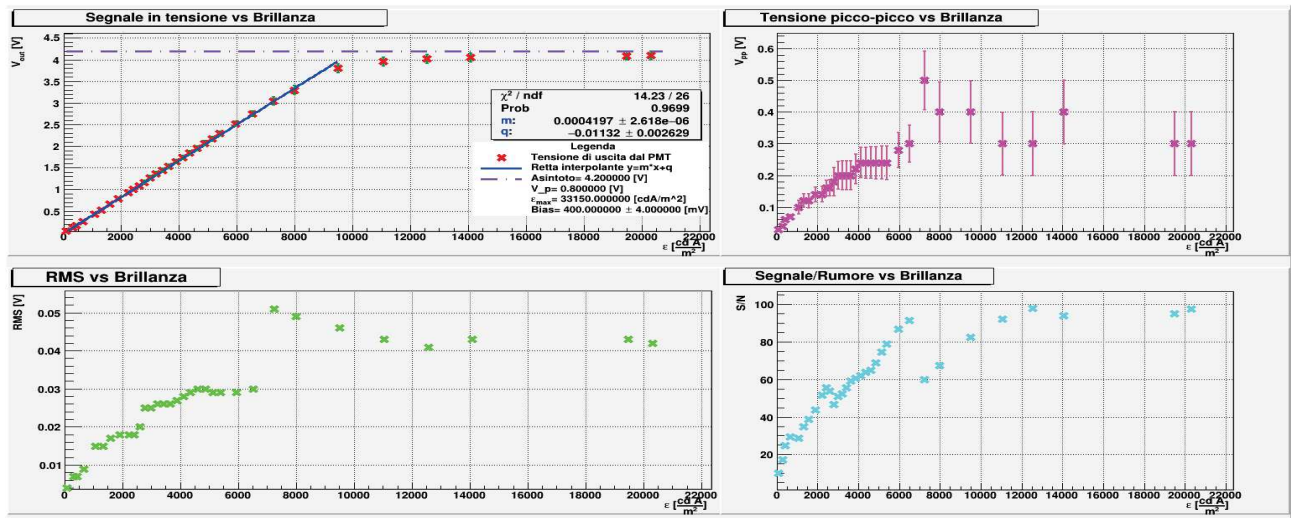 Segnale in tensione vs Brillanza
V_out [V]
4.5
4
3.5
3
2.5
2
1.5
1
0.5
0 2000 4000 6000 8000 10000 12000 14000 16000 18000 20000 22000
ε [cd A/m²]
χ² / ndf 14.23 / 26
Prob 0.9699
m: 0.0004197 ± 2.618e−06
q: −0.01132 ± 0.002629
Legenda
Tensione di uscita dal PMT
Retta interpolante y=m*x+q
Asintoto= 4.200000 [V]
V_p= 0.800000 [V]
ε_max= 33150.000000 [cdA/m^2]
Bias= 400.000000 ± 4.000000 [mV]
Tensione picco-picco vs Brillanza
V_pp [V]
0.6
0.5
0.4
0.3
0.2
0.1
0 2000 4000 6000 8000 10000 12000 14000 16000 18000 20000 22000
ε [cd A/m²]
RMS vs Brillanza
RMS [V]
0.05
0.04
0.03
0.02
0.01
0 2000 4000 6000 8000 10000 12000 14000 16000 18000 20000 22000
ε [cd A/m²]
Segnale/Rumore vs Brillanza
S/N
100
80
60
40
20
0 2000 4000 6000 8000 10000 12000 14000 16000 18000 20000 22000
ε [cd A/m²]